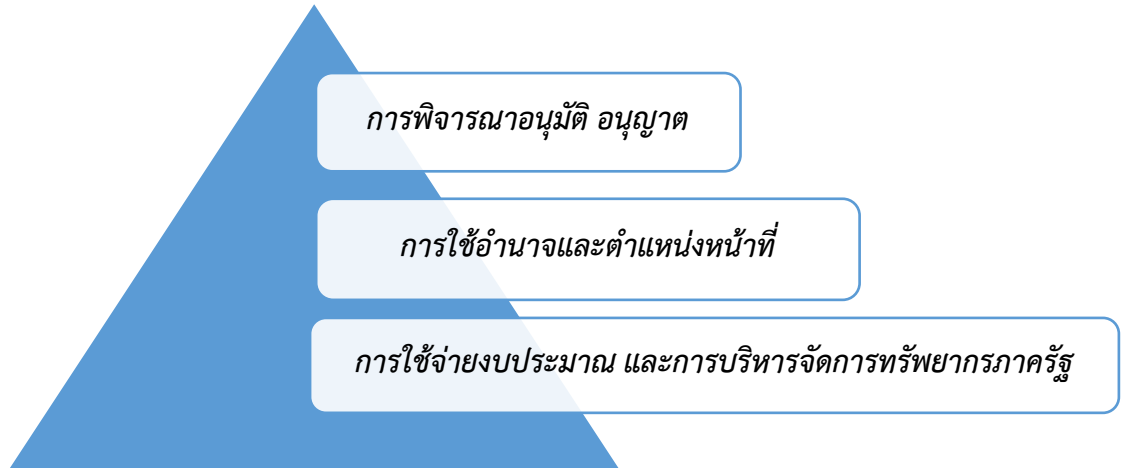 การพิจารณาอนุมัติ อนุญาต
การใช้อำนาจและตำแหน่งหน้าที่
การใช้จ่ายงบประมาณ และการบริหารจัดการทรัพยากรภาครัฐ